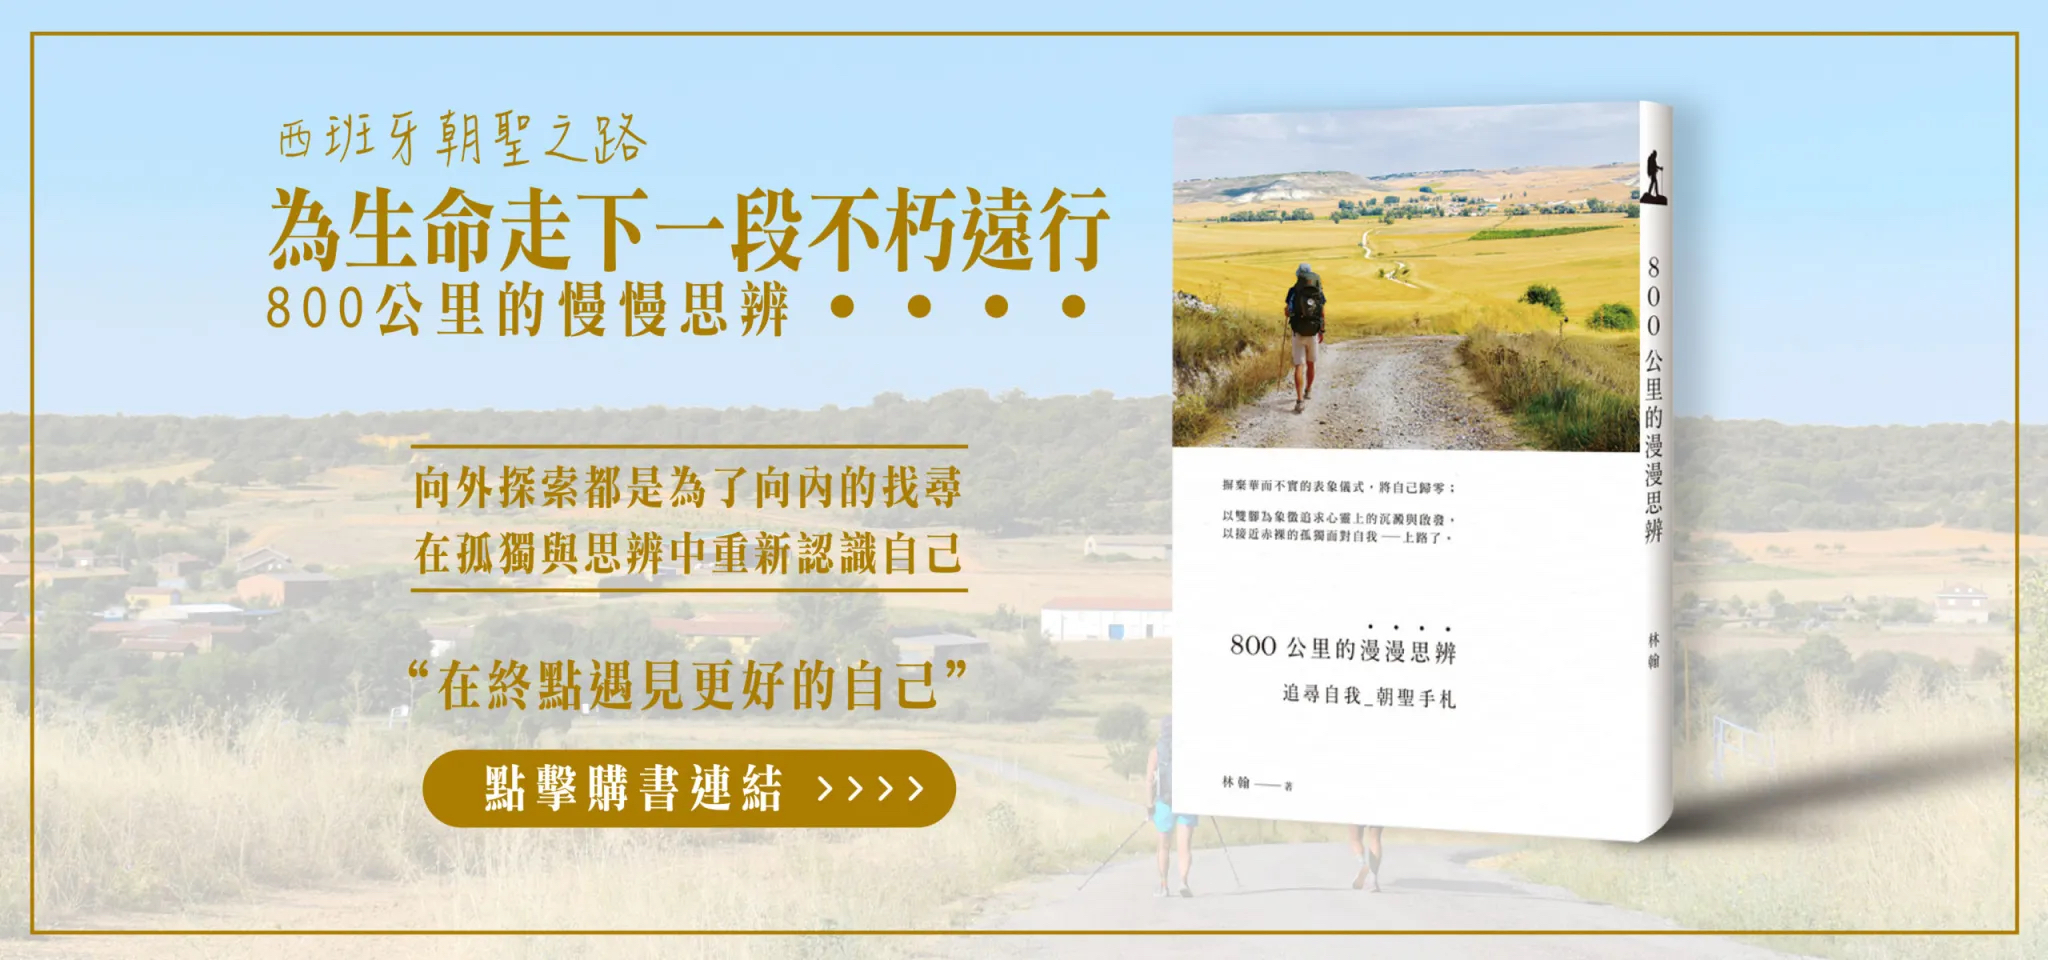 西班牙朝聖之路
為生命走下一段不朽遠行
800公里的慢慢思辨
向外探索都是為了向內的找尋
在孤獨與思辨中重新認識自己
“在終點遇見更好的自己”
點擊購書連結 >>>>
摒棄華而不實的表象儀式，將自己歸零；
以雙腳為象徵追求心靈上的沉澱與啟發，
以接近赤裸的孤獨面對自我——上路了。
800 公里的漫漫思辨
追尋自我_朝聖手札
林翰——著
800公里的漫漫思辨
林翰